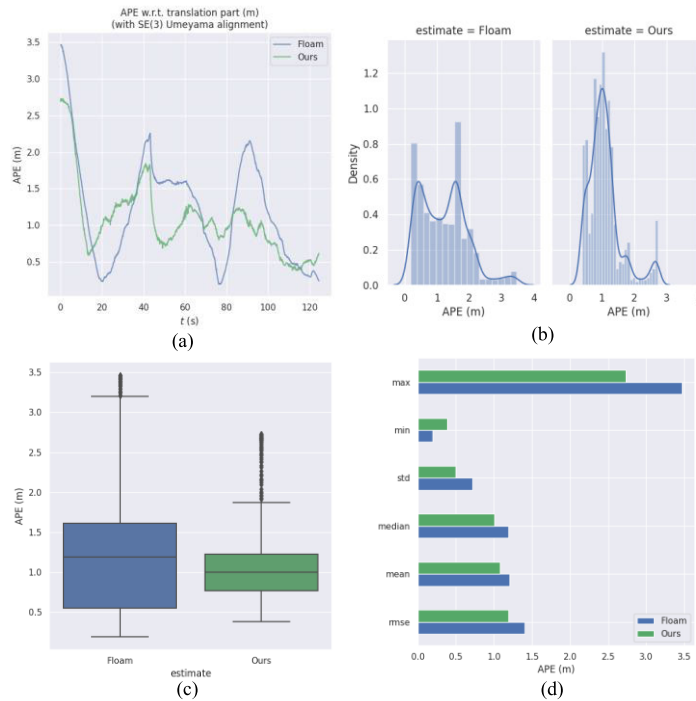 APE w.r.t. translation part (m)
(with SE(3) Umeyama alignment)
3.5
3.0
2.5
2.0
1.5
1.0
0.5
APE (m)
Floam
Ours
0 20 40 60 80 100 120
t (s)
(a)
estimate = Floam estimate = Ours
1.2
1.0
0.8
0.6
0.4
0.2
0.0
Density
0 1 2 3 4 0 1 2 3
APE (m) APE (m)
(b)
3.5
3.0
2.5
2.0
1.5
1.0
0.5
APE (m)
Floam Ours
estimate
(c)
max
min
std
median
mean
rmse
Floam
Ours
0.0 0.5 1.0 1.5 2.0 2.5 3.0 3.5
APE (m)
(d)